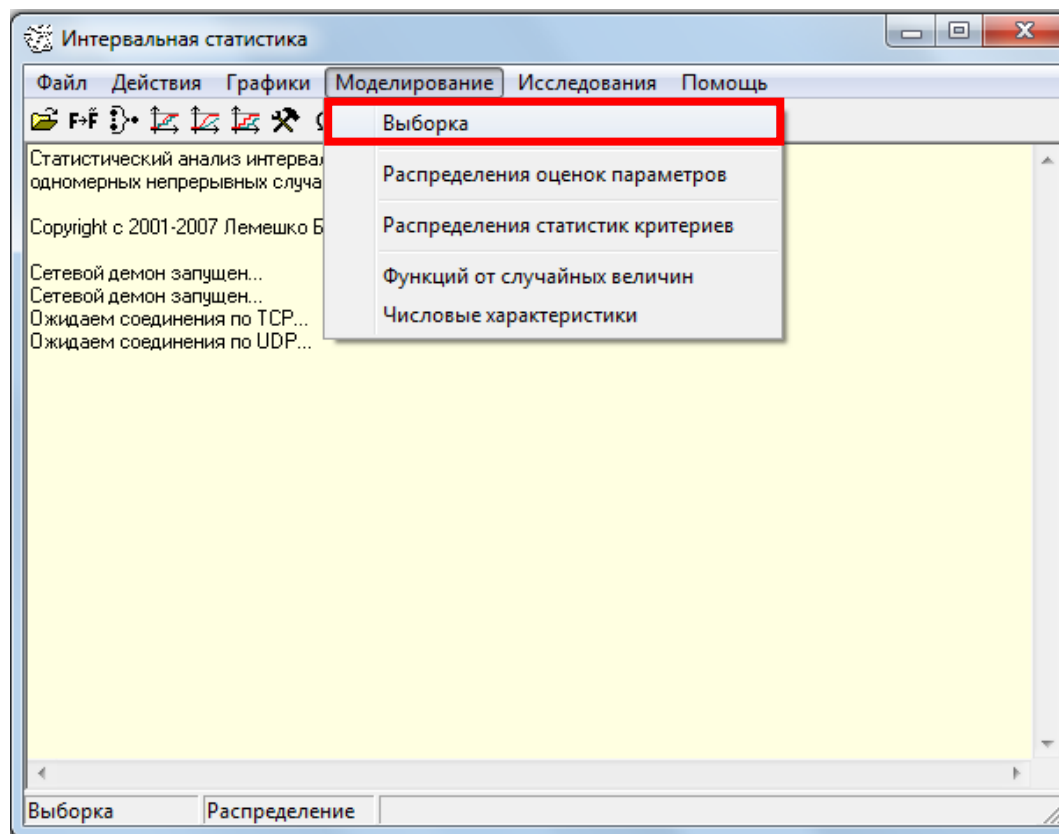 Интервальная статистика
Файл Действия Графики Моделирование Исследования Помощь
F→F̃
Выборка
Распределения оценок параметров
Распределения статистик критериев
Функций от случайных величин
Числовые характеристики
Статистический анализ
одномерных непрерывных
Copyright с 2001-2007 Лемешко Б
Сетевой демон запущен...
Сетевой демон запущен...
Ожидаем соединения по TCP...
Ожидаем соединения по UDP...
Выборка Распределение